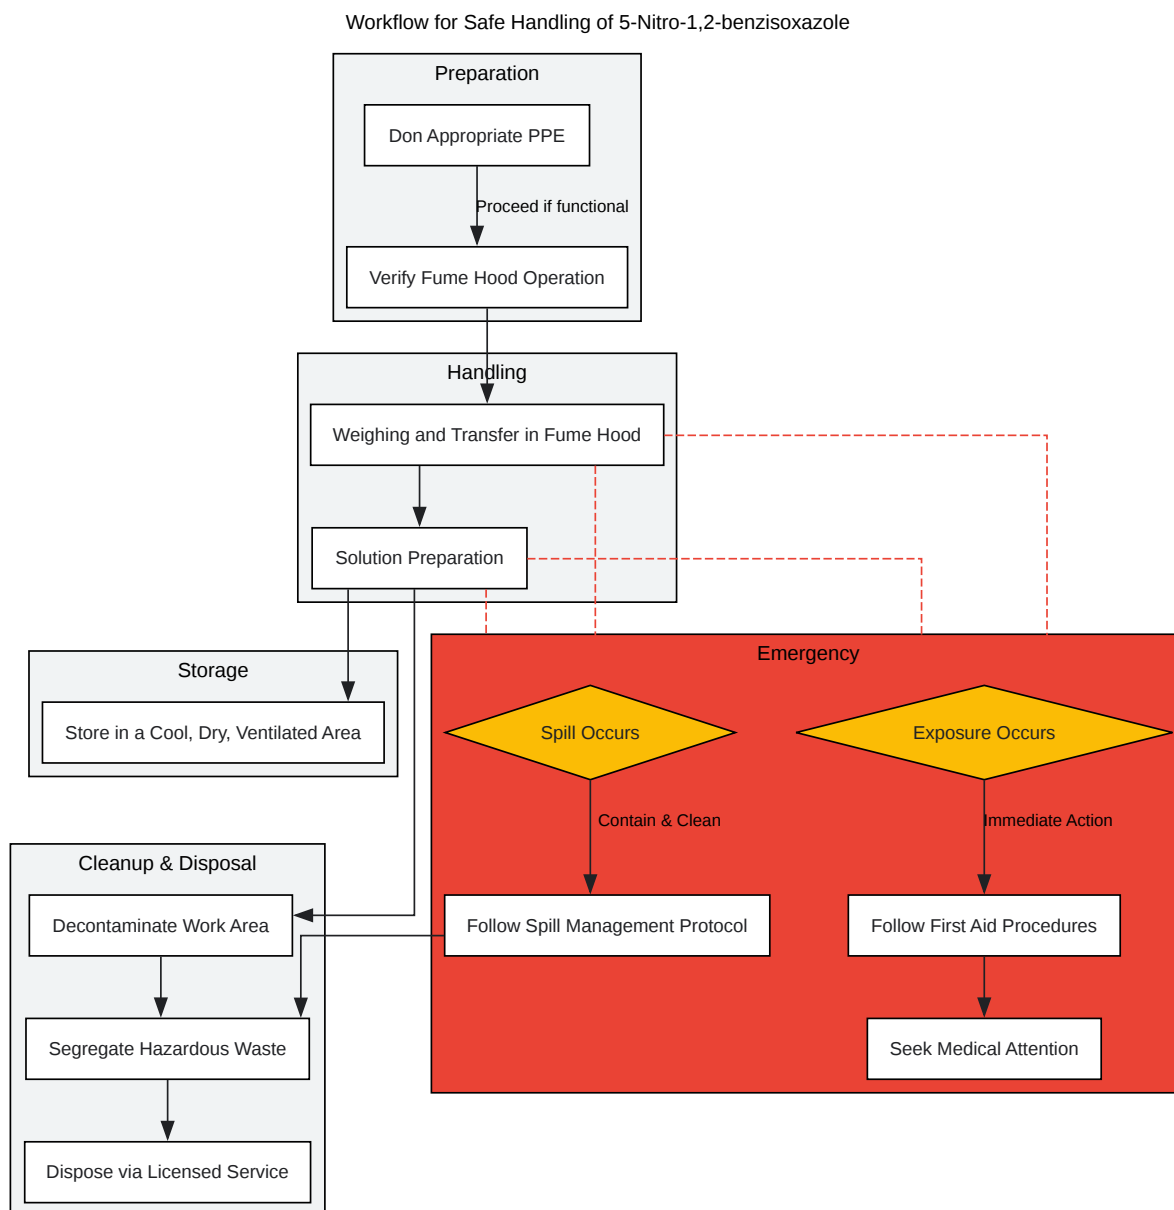 Workflow for Safe Handling of 5-Nitro-1,2-benzisoxazole
Preparation
Don Appropriate PPE
Proceed if functional
Verify Fume Hood Operation
Handling
Weighing and Transfer in Fume Hood
Solution Preparation
Storage
Store in a Cool, Dry, Ventilated Area
Emergency
Spill Occurs
Exposure Occurs
Contain & Clean
Immediate Action
Follow Spill Management Protocol
Follow First Aid Procedures
Seek Medical Attention
Cleanup & Disposal
Decontaminate Work Area
Segregate Hazardous Waste
Dispose via Licensed Service